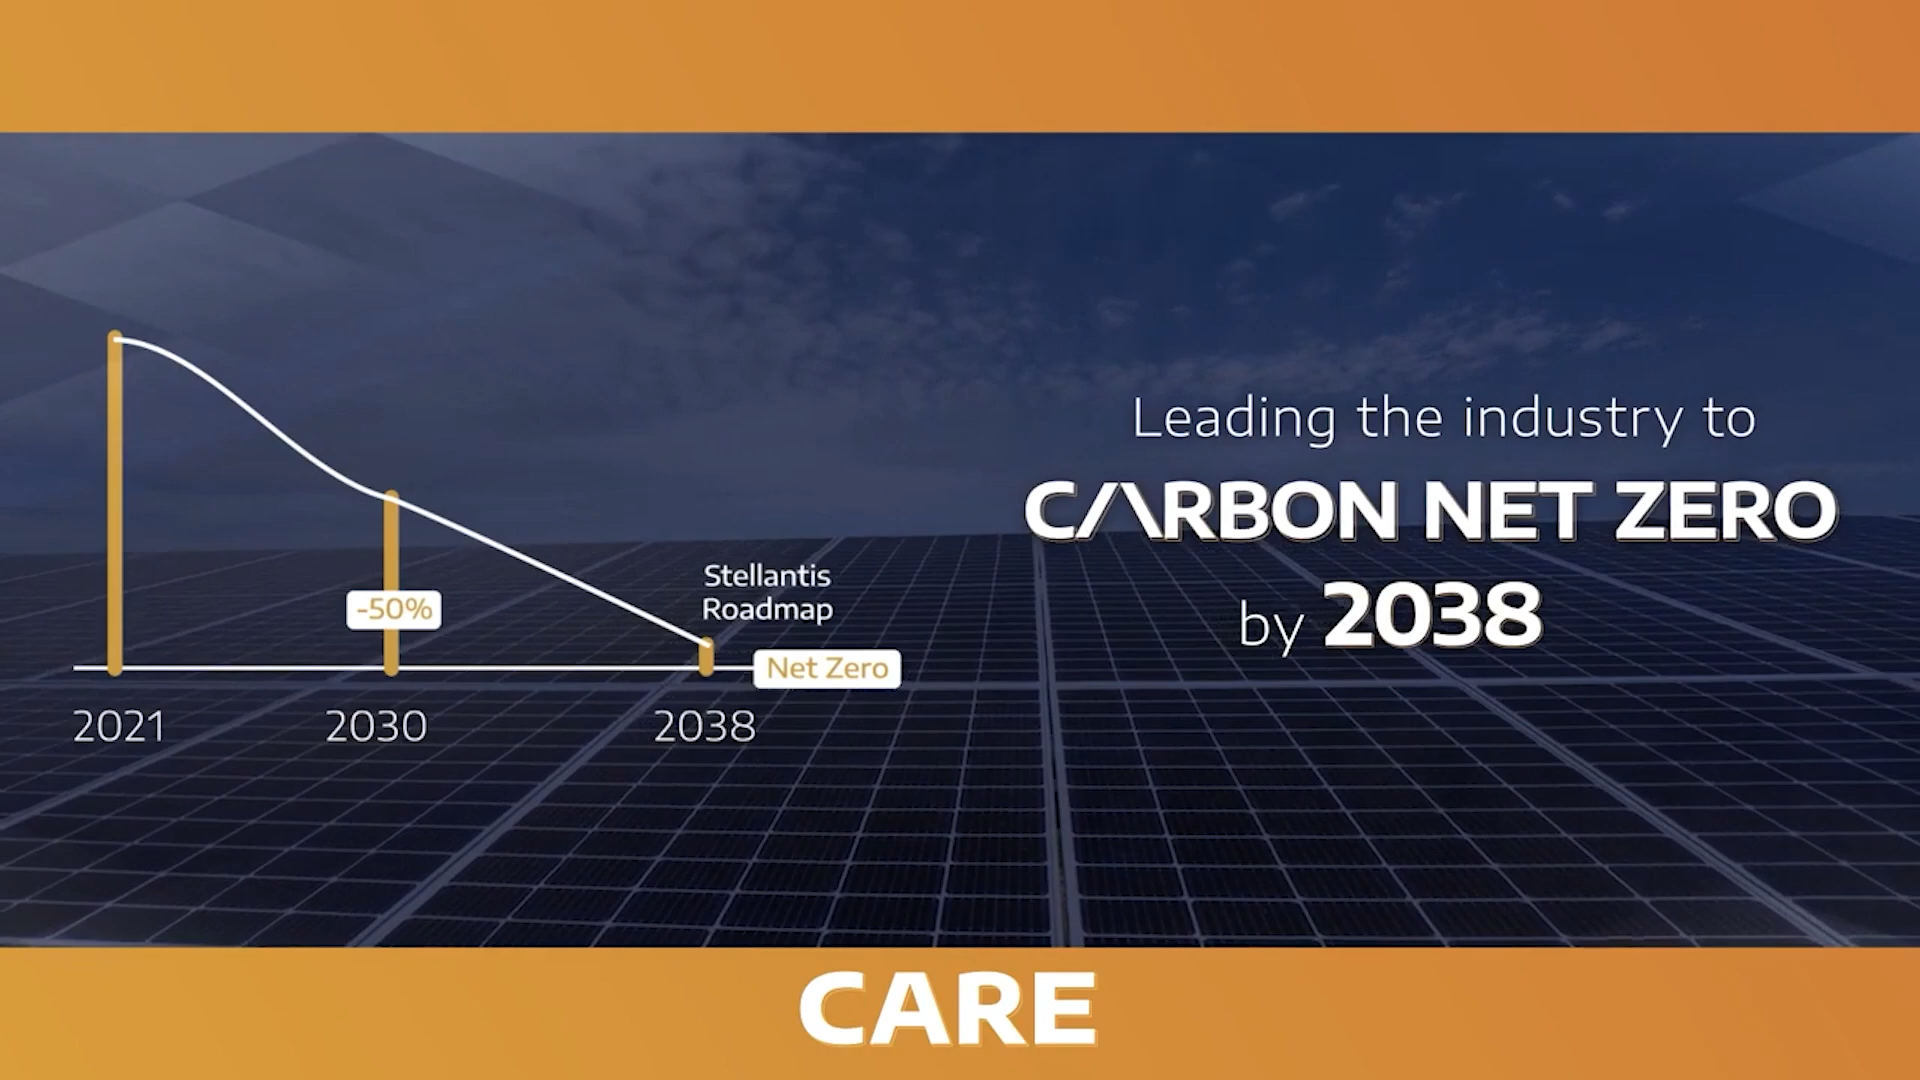 Leading the industry to
CARBON NET ZERO
by 2038
-50%
Stellantis
Roadmap
Net Zero
2021 2030 2038
CARE